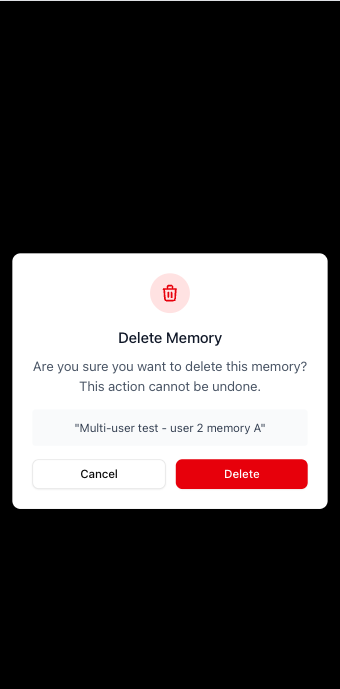 Delete Memory
Are you sure you want to delete this memory?
This action cannot be undone.
"Multi-user test - user 2 memory A"
Cancel
Delete